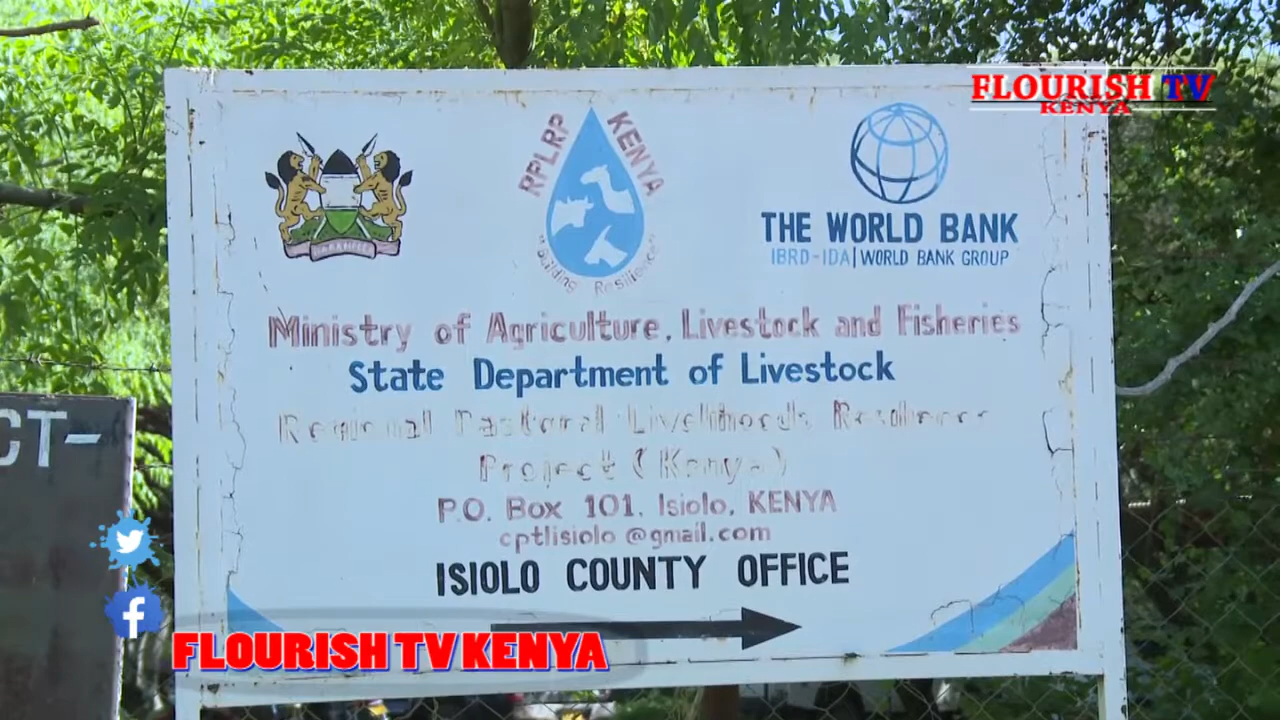 FLOURISH TV
KENYA
RPLRP KENYA
"Building Resilience"
HARAMBEE
THE WORLD BANK
IBRD-IDA | WORLD BANK GROUP
Ministry of Agriculture, Livestock and Fisheries
State Department of Livestock
Regional Pastoral Livelihoods Resilience
Project (Kenya)
P.O. Box 101, Isiolo, KENYA
cptlisiolo@gmail.com
ISIOLO COUNTY OFFICE
CT-
FLOURISH TV KENYA